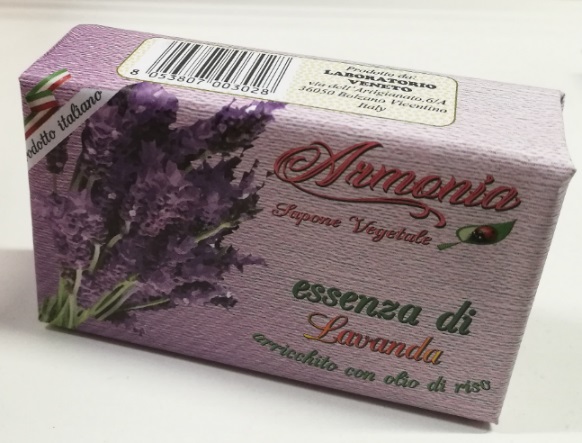 8 053807 003028
Prodotto da:
LABORATORIO
VENETO
via dell'Artigianato, 6/A
36050 Bolzano Vicentino
Italy
odotto italiano
Armonia
Sapone Vegetale
essenza di
Lavanda
arricchito con olio di riso